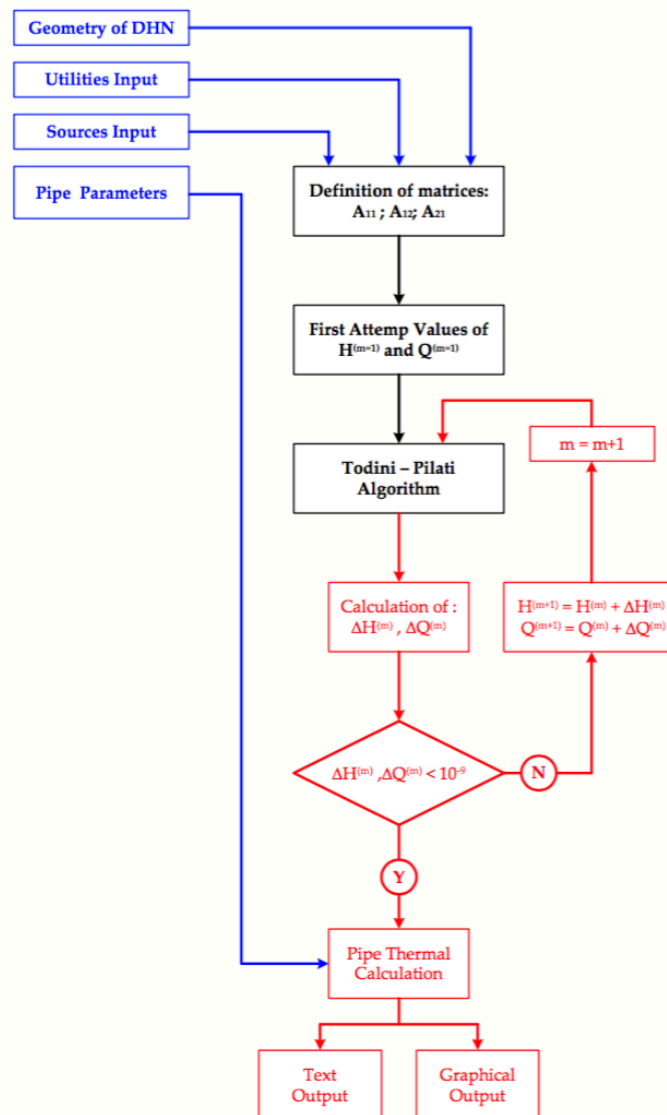 Geometry of DHN
Utilities Input
Sources Input
Pipe Parameters
Definition of matrices:
A₁₁ ; A₁₂; A₂₁
First Attemp Values of
H⁽ᵐ⁼¹⁾ and Q⁽ᵐ⁼¹⁾
m = m+1
Todini – Pilati
Algorithm
Calculation of :
ΔH⁽ᵐ⁾ , ΔQ⁽ᵐ⁾
H⁽ᵐ⁺¹⁾ = H⁽ᵐ⁾ + ΔH⁽ᵐ⁾
Q⁽ᵐ⁺¹⁾ = Q⁽ᵐ⁾ + ΔQ⁽ᵐ⁾
ΔH⁽ᵐ⁾ ,ΔQ⁽ᵐ⁾ < 10⁻⁹
N
Y
Pipe Thermal
Calculation
Text
Output
Graphical
Output